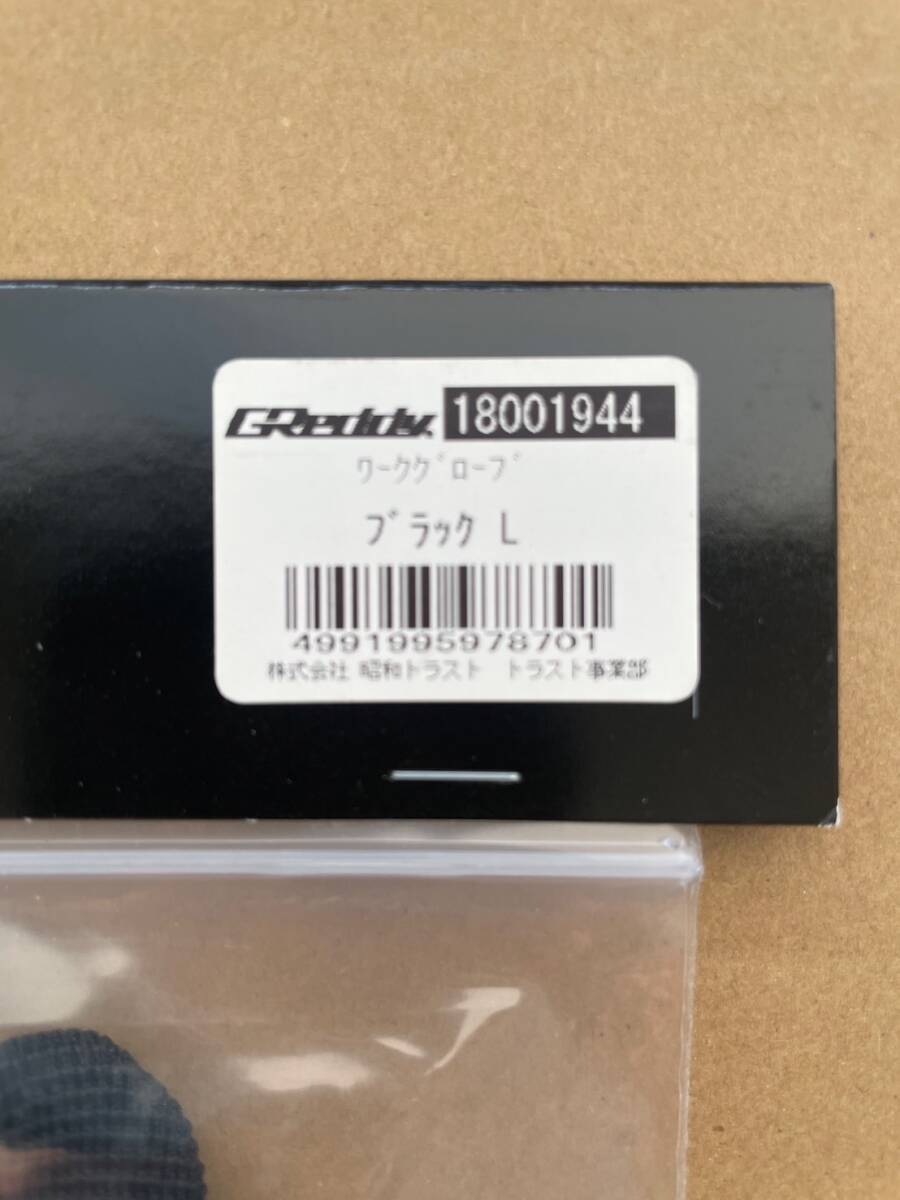 GReddy 18001944
ﾜｰｸｸﾞﾛｰﾌﾞ
ﾌﾞﾗｯｸ L
4991995978701
株式会社 昭和トラスト トラスト事業部